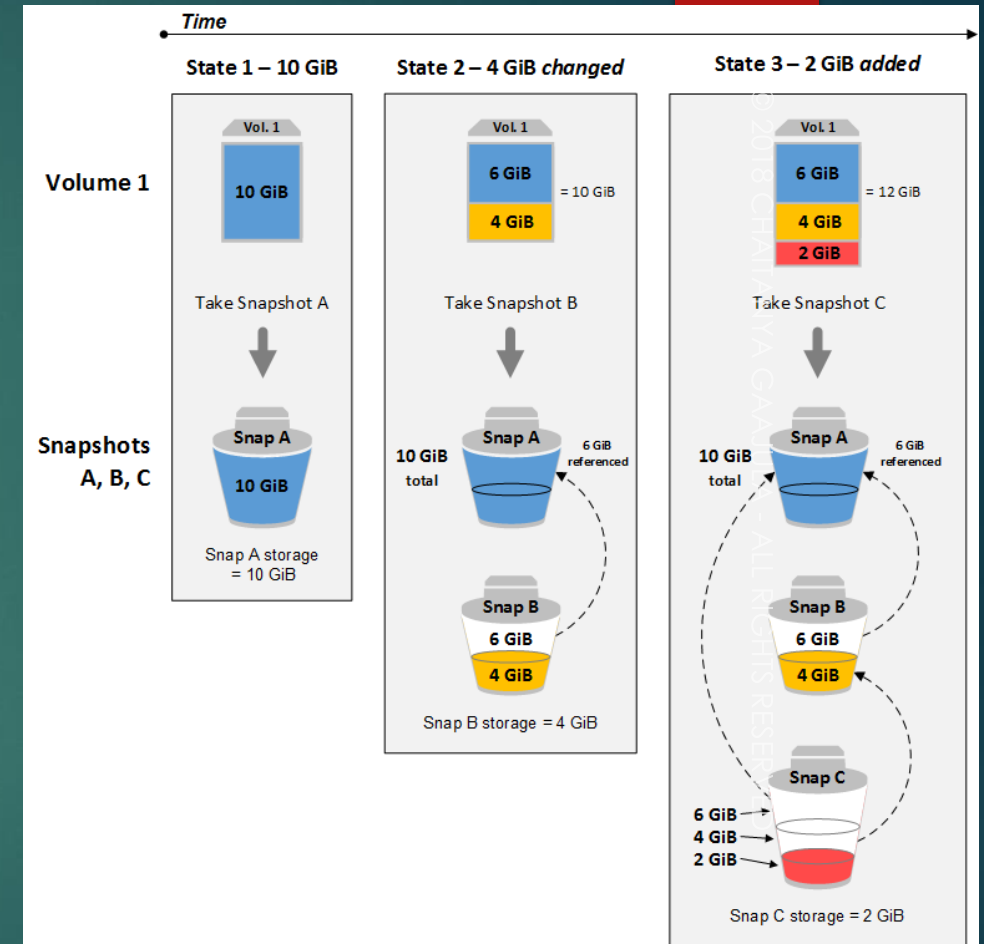 Time
State 1 – 10 GiB
State 2 – 4 GiB changed
State 3 – 2 GiB added
Volume 1
Vol. 1
10 GiB
Take Snapshot A
Vol. 1
6 GiB
4 GiB
= 10 GiB
Take Snapshot B
Vol. 1
6 GiB
4 GiB
2 GiB
= 12 GiB
Take Snapshot C
Snapshots
A, B, C
Snap A
10 GiB
Snap A storage
= 10 GiB
10 GiB
total
Snap A
6 GiB
referenced
Snap B
6 GiB
4 GiB
Snap B storage = 4 GiB
10 GiB
total
Snap A
6 GiB
referenced
Snap B
6 GiB
4 GiB
Snap C
6 GiB
4 GiB
2 GiB
Snap C storage = 2 GiB